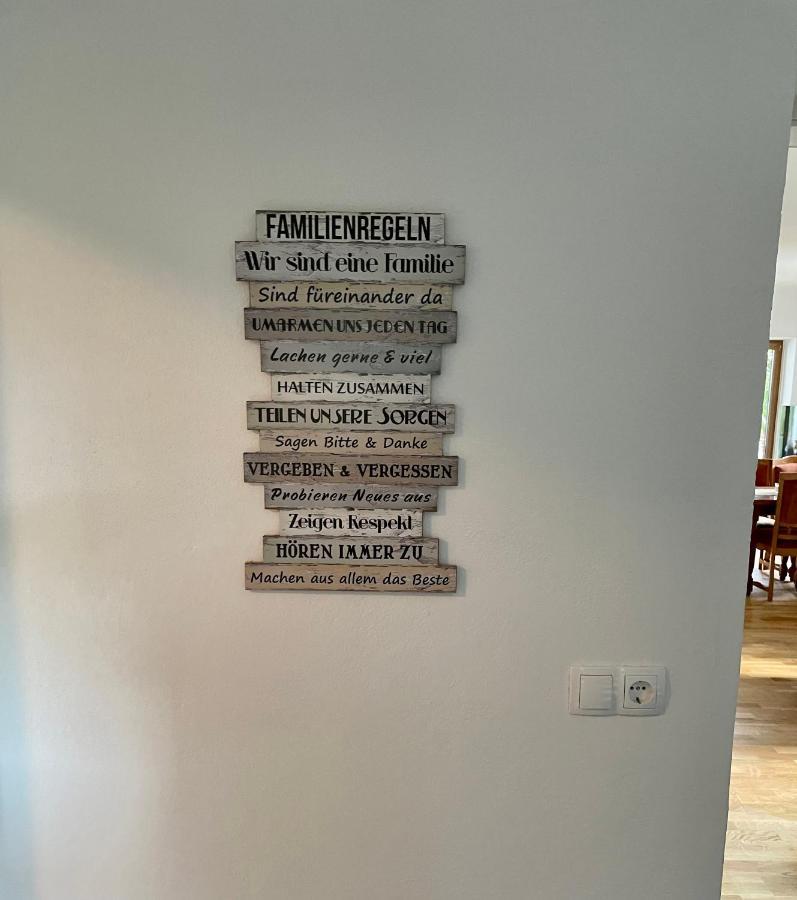 FAMILIENREGELN
Wir sind eine Familie
Sind füreinander da
UMARMEN UNS JEDEN TAG
Lachen gerne & viel
HALTEN ZUSAMMEN
TEILEN UNSERE SORGEN
Sagen Bitte & Danke
VERGEBEN & VERGESSEN
Probieren Neues aus
Zeigen Respekt
HÖREN IMMER ZU
Machen aus allem das Beste